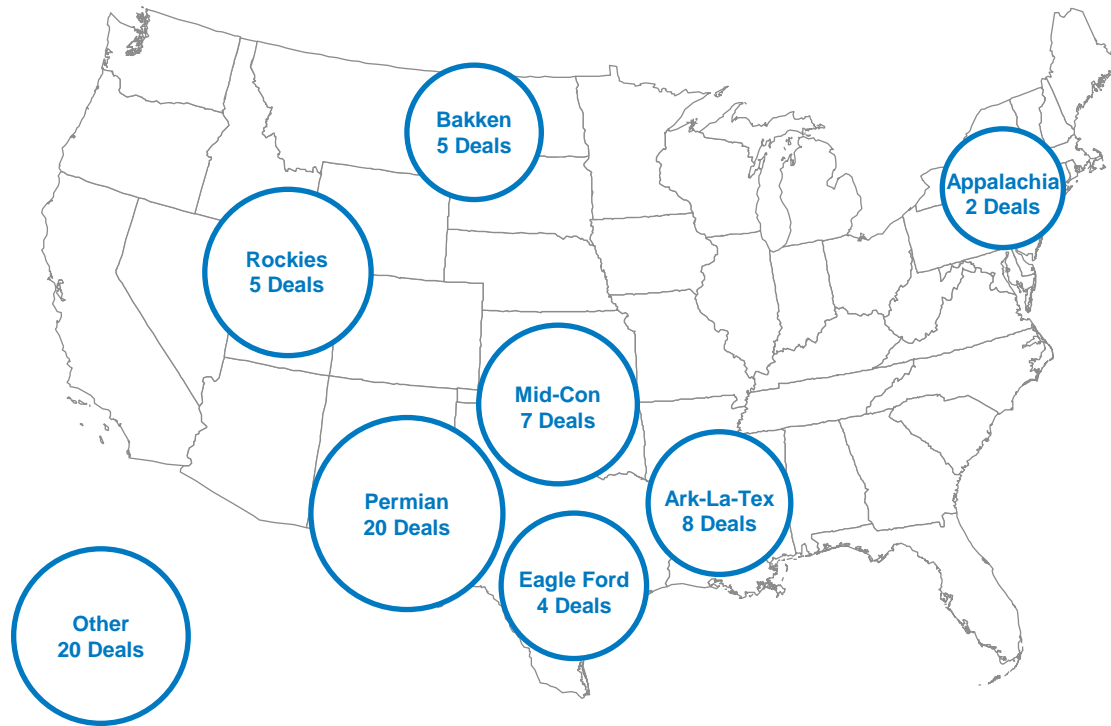 Bakken
5 Deals
Appalachia
2 Deals
Rockies
5 Deals
Mid-Con
7 Deals
Permian
20 Deals
Ark-La-Tex
8 Deals
Eagle Ford
4 Deals
Other
20 Deals